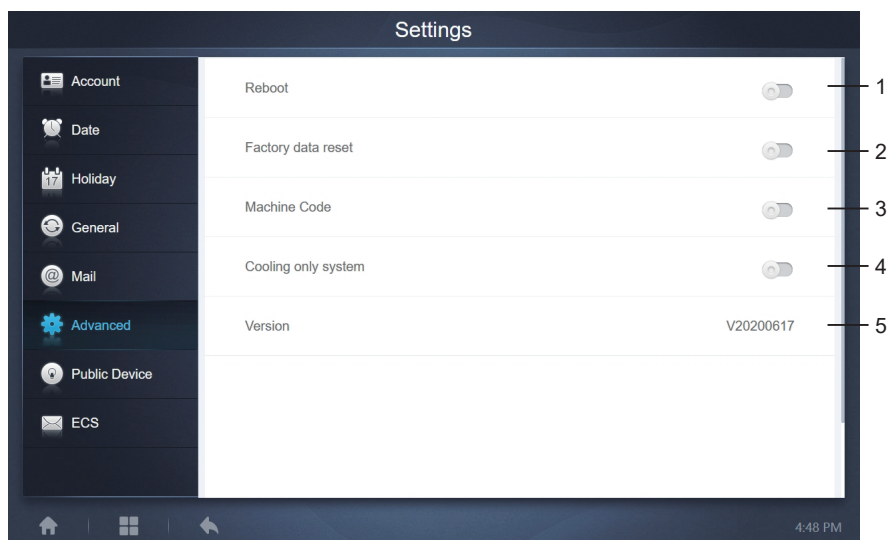 Settings
Account
Date
17
Holiday
General
@
Mail
Advanced
Public Device
ECS
Reboot
1
Factory data reset
2
Machine Code
3
Cooling only system
4
Version
V20200617
5
4:48 PM